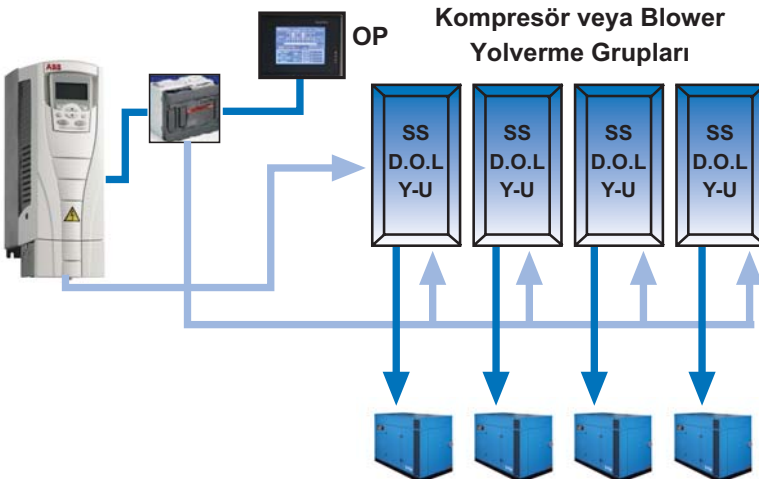 Kompresör veya Blower
Yolverme Grupları
OP
ABB
SS
D.O.L
Y-U
SS
D.O.L
Y-U
SS
D.O.L
Y-U
SS
D.O.L
Y-U